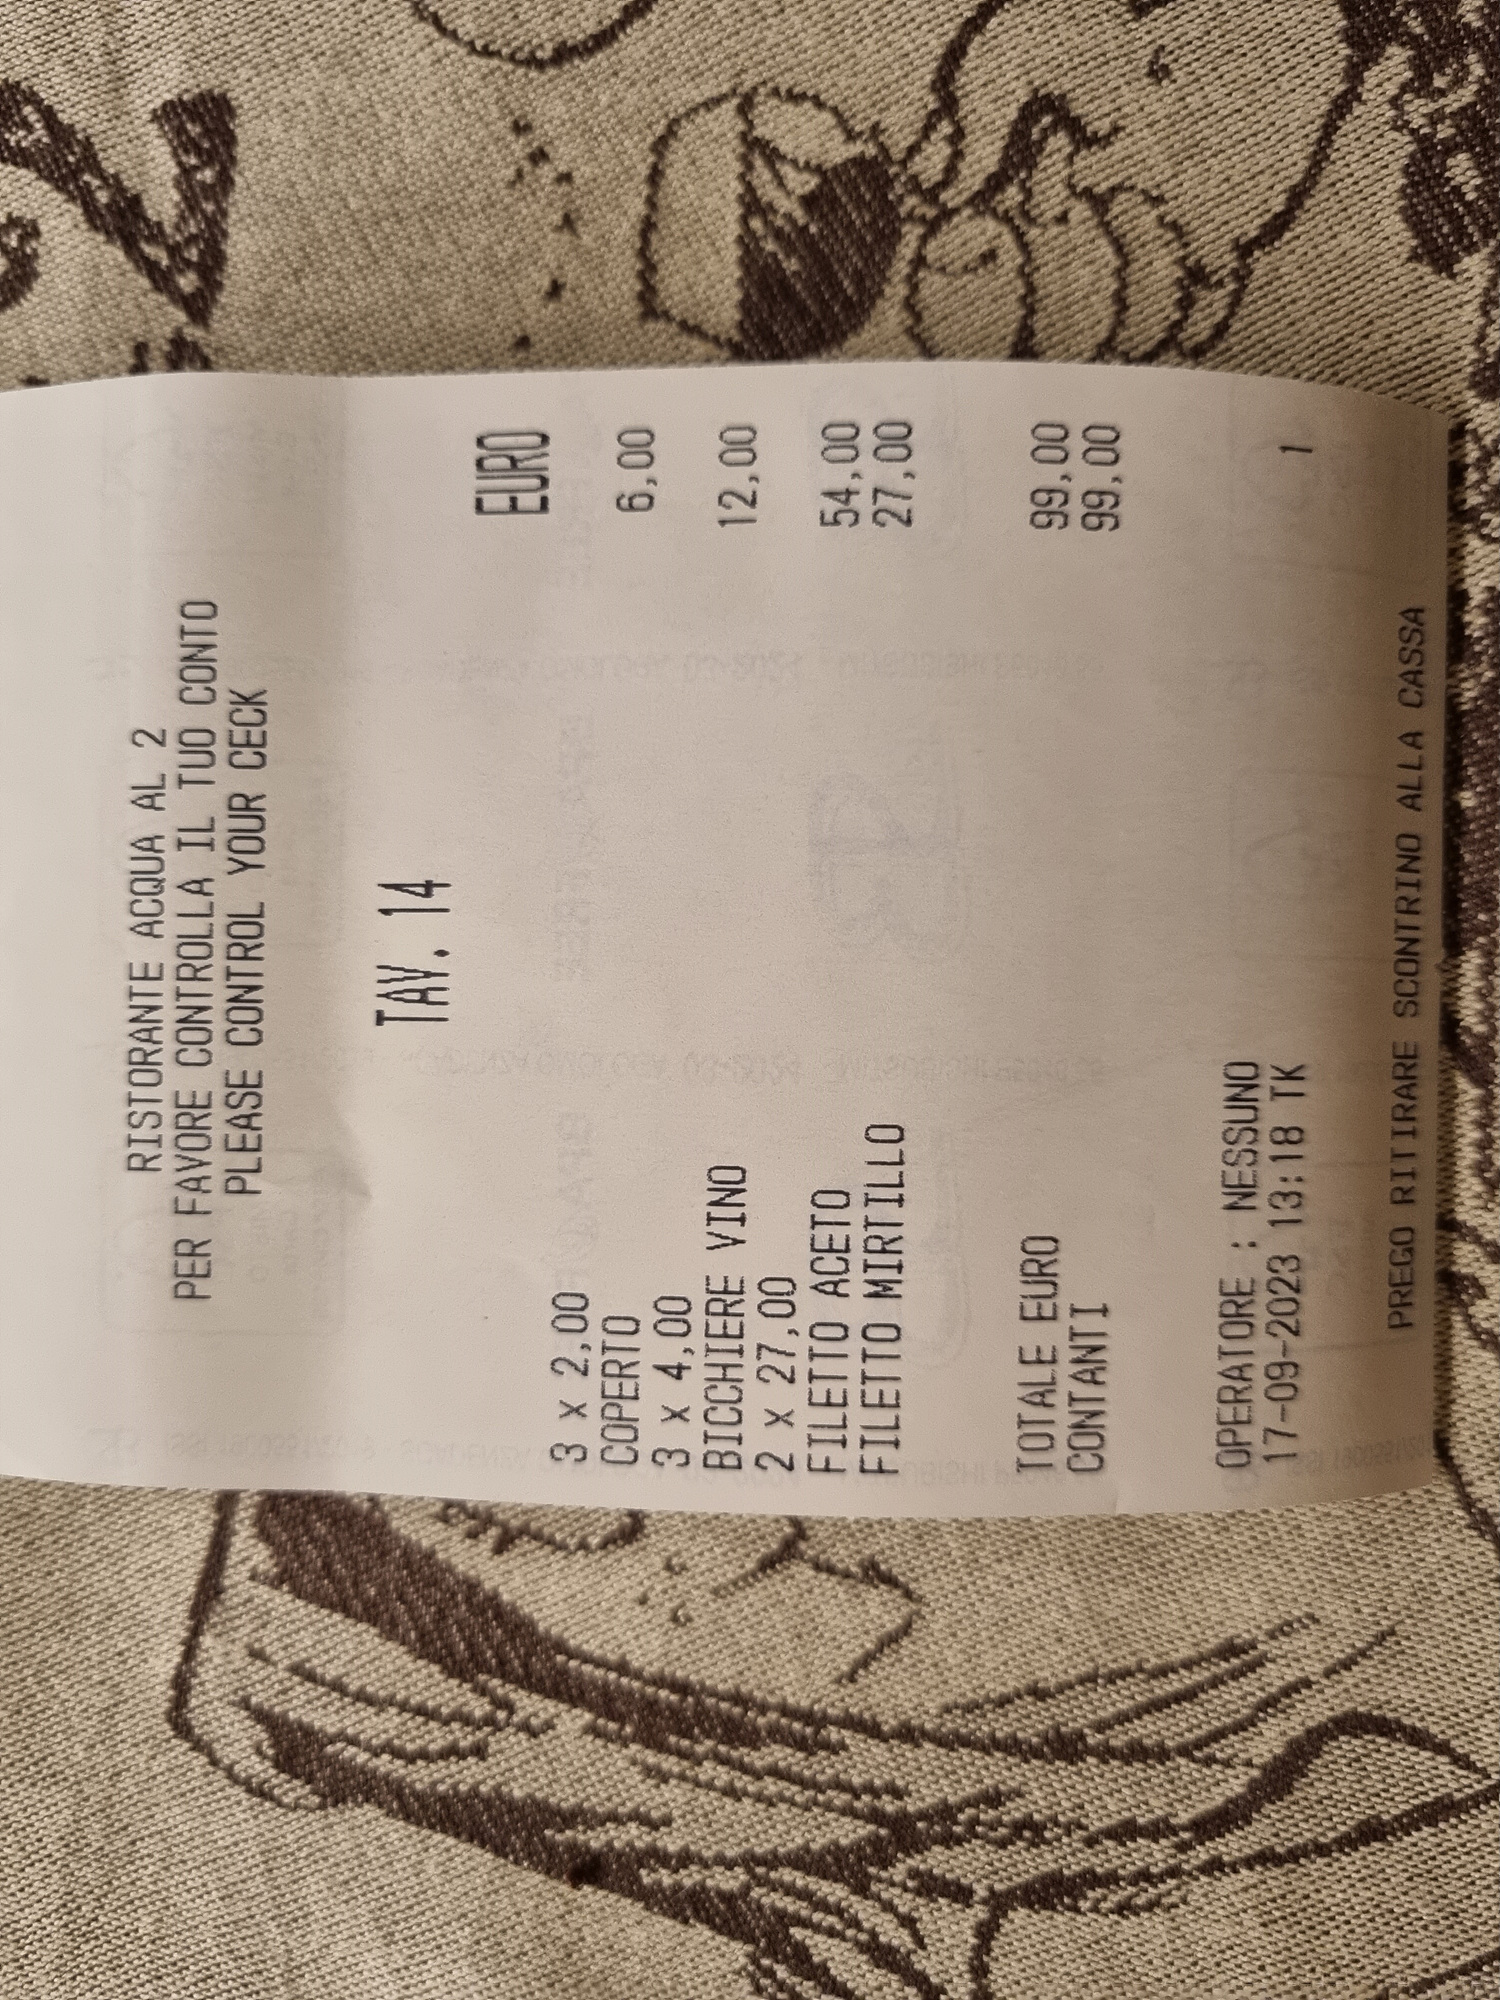 RISTORANTE ACQUA AL 2
PER FAVORE CONTROLLA IL TUO CONTO
PLEASE CONTROL YOUR CECK
TAV. 14
EURO
3 x 2,00
COPERTO 6,00
3 x 4,00
BICCHIERE VINO 12,00
2 x 27,00
FILETTO ACETO 54,00
FILETTO MIRTILLO 27,00
TOTALE EURO 99,00
CONTANTI 99,00
OPERATORE : NESSUNO
17-09-2023 13:18 TK 1
PREGO RITIRARE SCONTRINO ALLA CASSA